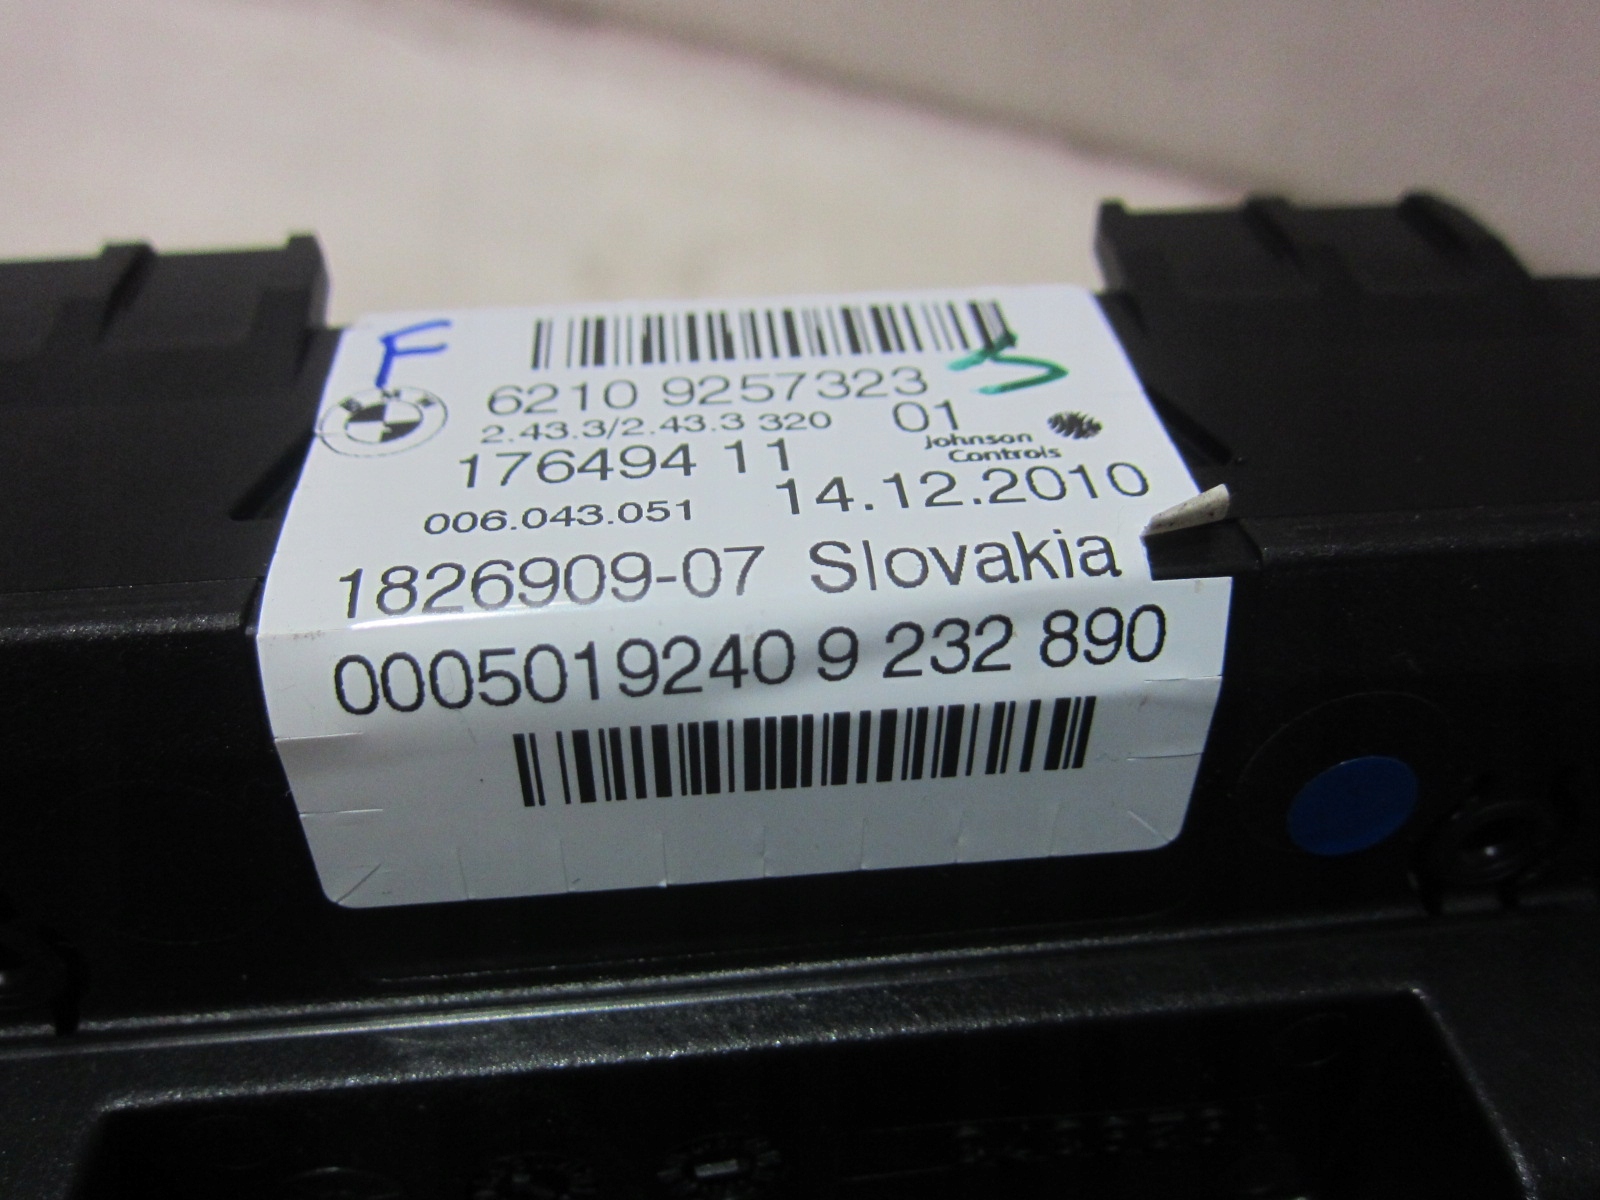 F
BMW
6210 9257323
2.43.3/2.43.3 320 01
Johnson
Controls
176494 11
14.12.2010
006.043.051
1826909-07 Slovakia
0005019240 9 232 890